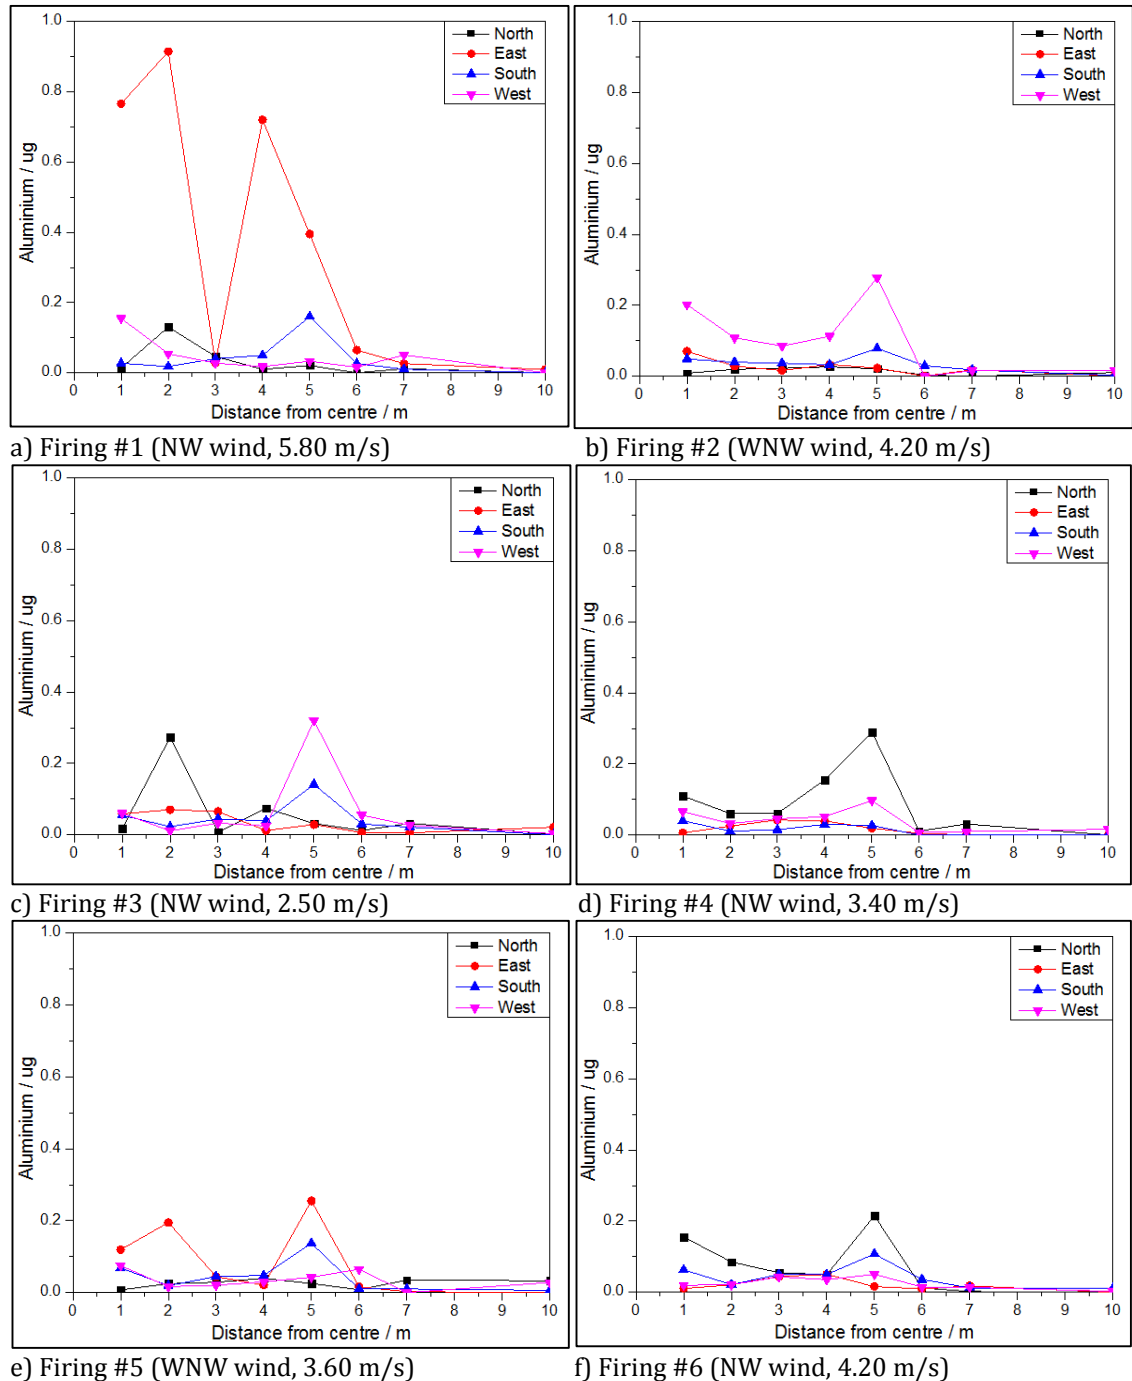 1.0
0.8
0.6
0.4
0.2
0.0
Aluminium / ug
0 1 2 3 4 5 6 7 8 9 10
Distance from centre / m
North
East
South
West
a) Firing #1 (NW wind, 5.80 m/s)
1.0
0.8
0.6
0.4
0.2
0.0
Aluminium / ug
0 1 2 3 4 5 6 7 8 9 10
Distance from centre / m
North
East
South
West
b) Firing #2 (WNW wind, 4.20 m/s)
1.0
0.8
0.6
0.4
0.2
0.0
Aluminium / ug
0 1 2 3 4 5 6 7 8 9 10
Distance from centre / m
North
East
South
West
c) Firing #3 (NW wind, 2.50 m/s)
1.0
0.8
0.6
0.4
0.2
0.0
Aluminium / ug
0 1 2 3 4 5 6 7 8 9 10
Distance from centre / m
North
East
South
West
d) Firing #4 (NW wind, 3.40 m/s)
1.0
0.8
0.6
0.4
0.2
0.0
Aluminium / ug
0 1 2 3 4 5 6 7 8 9 10
Distance from centre / m
North
East
South
West
e) Firing #5 (WNW wind, 3.60 m/s)
1.0
0.8
0.6
0.4
0.2
0.0
Aluminium / ug
0 1 2 3 4 5 6 7 8 9 10
Distance from centre / m
North
East
South
West
f) Firing #6 (NW wind, 4.20 m/s)